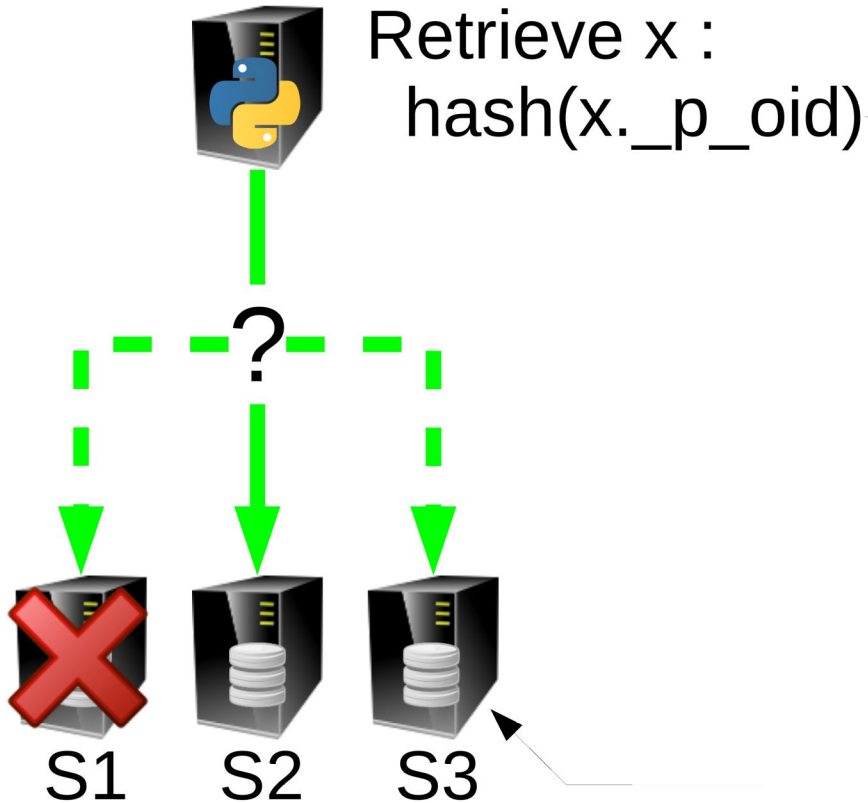 Retrieve x :
hash(x._p_oid)
?
S1 S2 S3